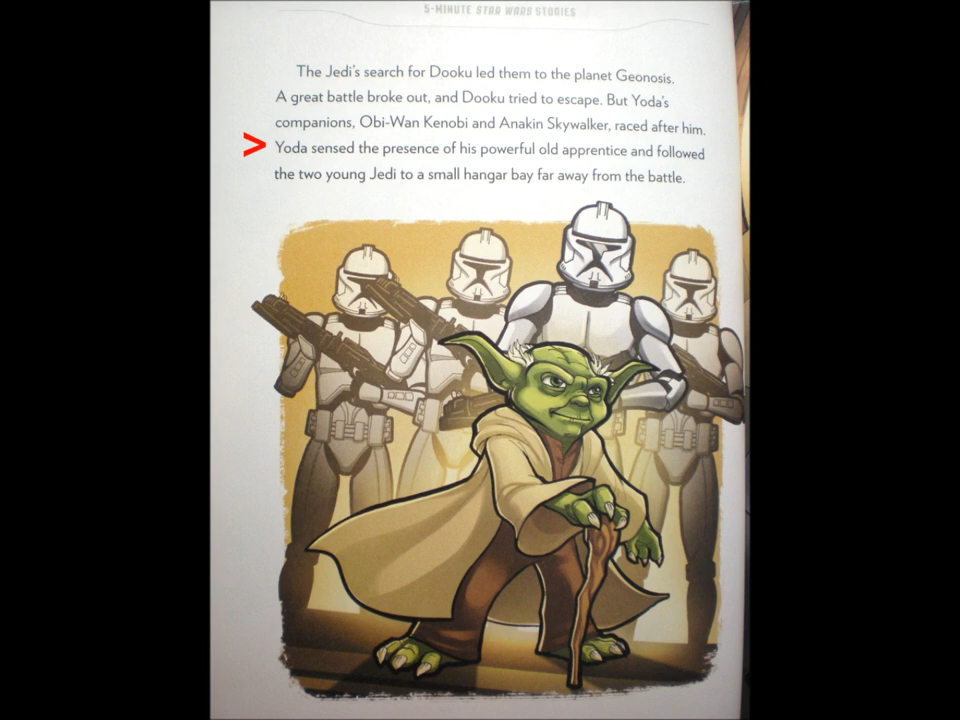 5-MINUTE STAR WARS STORIES
The Jedi's search for Dooku led them to the planet Geonosis.
A great battle broke out, and Dooku tried to escape. But Yoda's
companions, Obi-Wan Kenobi and Anakin Skywalker, raced after him.
> Yoda sensed the presence of his powerful old apprentice and followed
the two young Jedi to a small hangar bay far away from the battle.